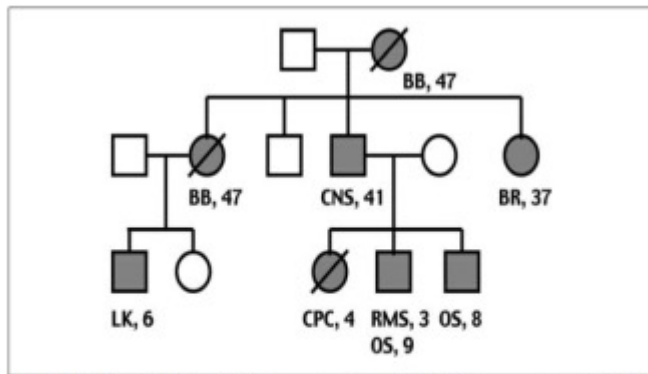 BB, 47
BB, 47
CNS, 41
BR, 37
LK, 6
CPC, 4
RMS, 3
OS, 8
OS, 9